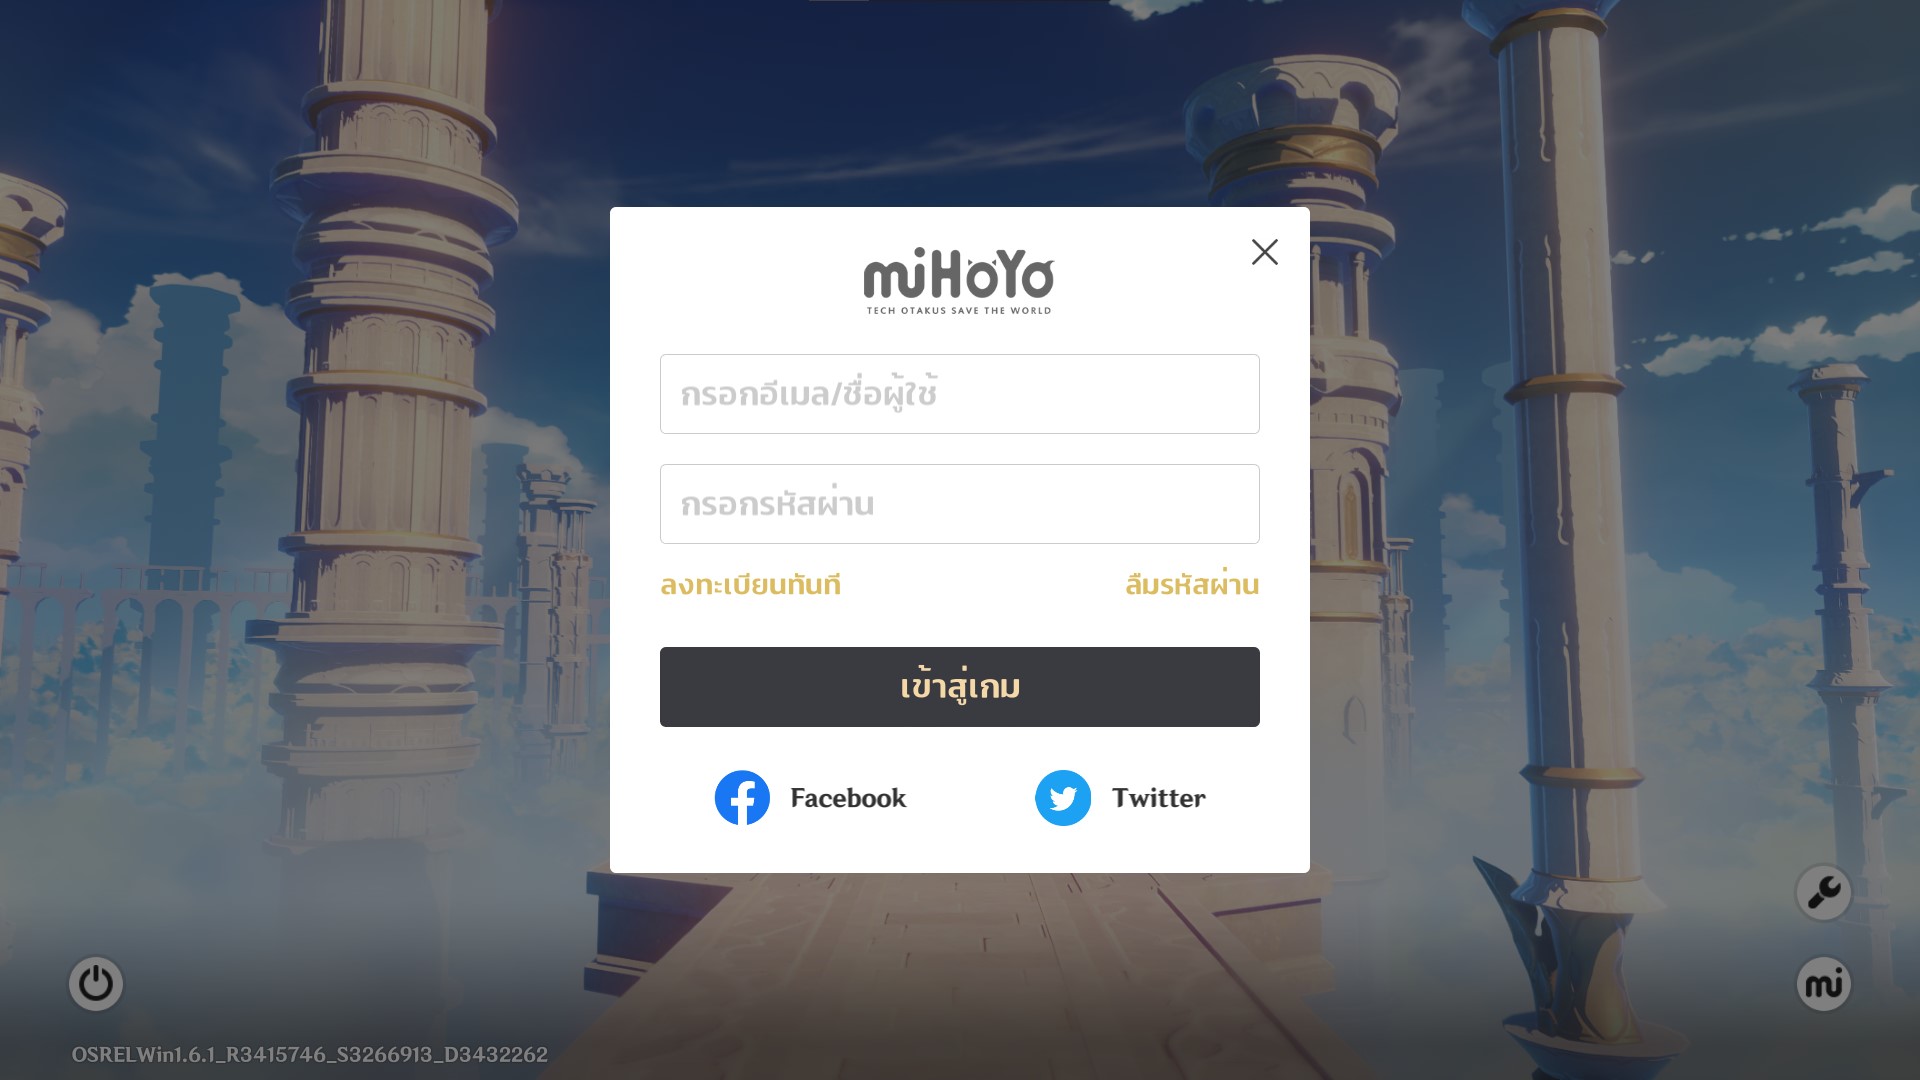 miHoYo
TECH OTAKUS SAVE THE WORLD
กรอกอีเมล/ชื่อผู้ใช้
กรอกรหัสผ่าน
ลงทะเบียนทันที
ลืมรหัสผ่าน
เข้าสู่เกม
Facebook
Twitter
mi
OSRELWin1.6.1_R3415746_S3266913_D3432262